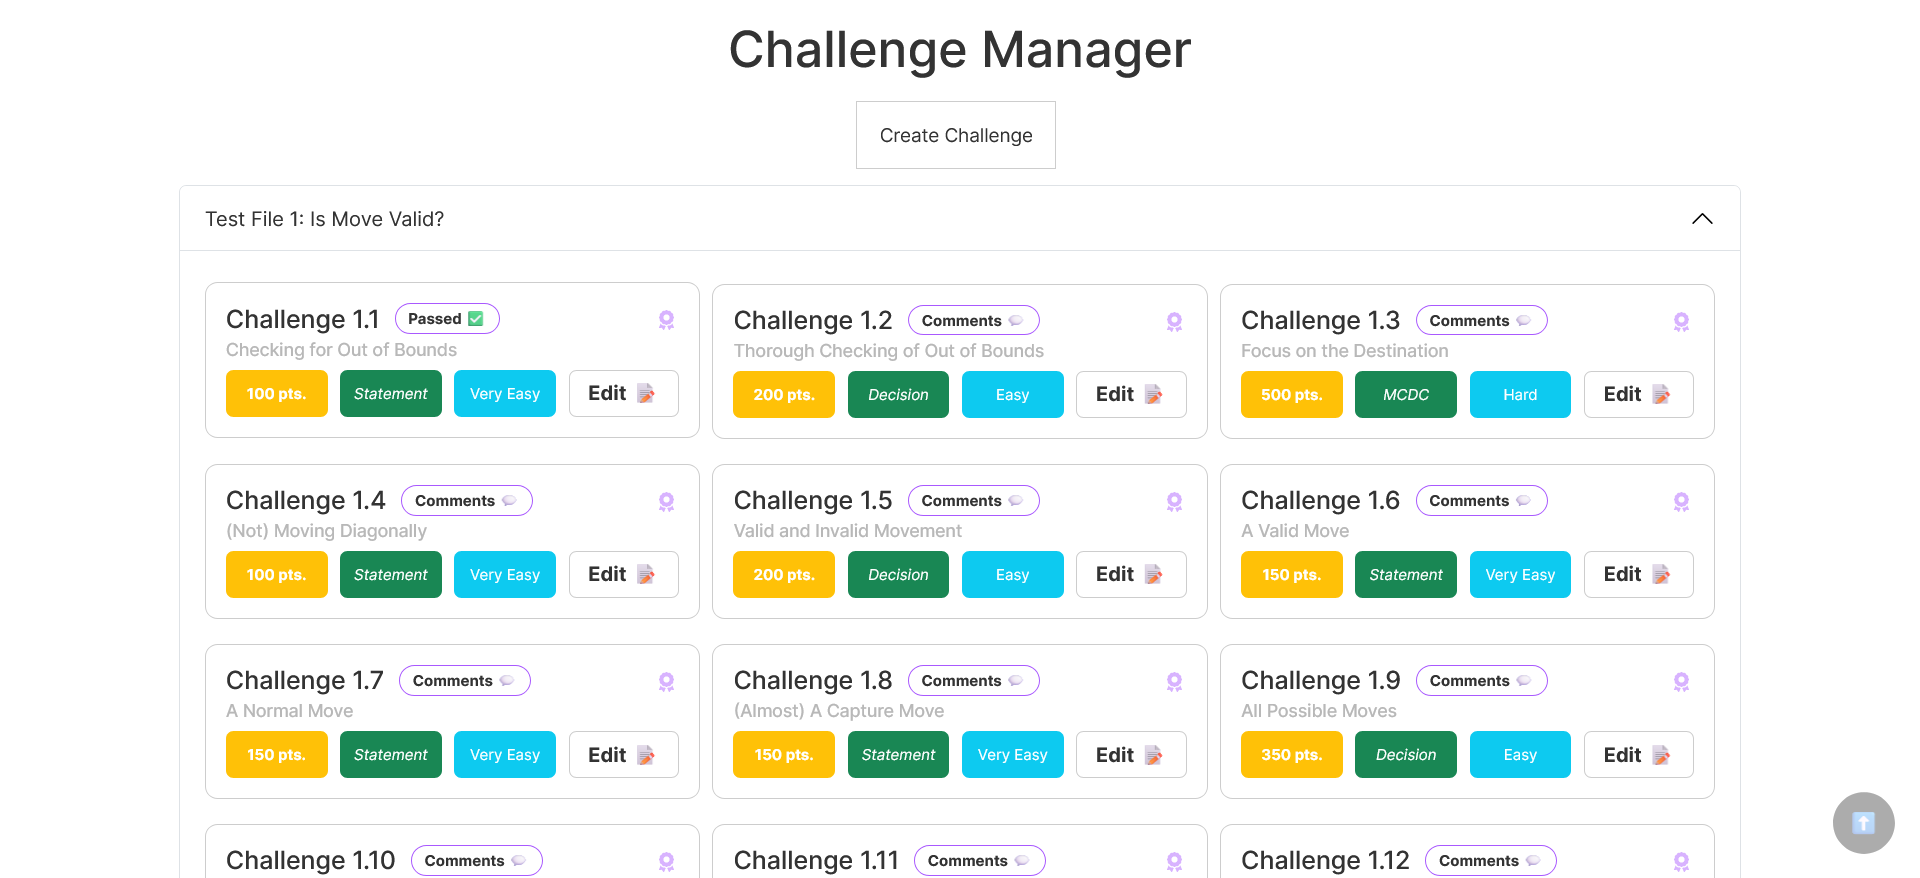 Challenge Manager
Create Challenge
Test File 1: Is Move Valid?
Challenge 1.1 Passed ✅
Checking for Out of Bounds
100 pts. Statement Very Easy Edit 📝
Challenge 1.2 Comments 💬
Thorough Checking of Out of Bounds
200 pts. Decision Easy Edit 📝
Challenge 1.3 Comments 💬
Focus on the Destination
500 pts. MCDC Hard Edit 📝
Challenge 1.4 Comments 💬
(Not) Moving Diagonally
100 pts. Statement Very Easy Edit 📝
Challenge 1.5 Comments 💬
Valid and Invalid Movement
200 pts. Decision Easy Edit 📝
Challenge 1.6 Comments 💬
A Valid Move
150 pts. Statement Very Easy Edit 📝
Challenge 1.7 Comments 💬
A Normal Move
150 pts. Statement Very Easy Edit 📝
Challenge 1.8 Comments 💬
(Almost) A Capture Move
150 pts. Statement Very Easy Edit 📝
Challenge 1.9 Comments 💬
All Possible Moves
350 pts. Decision Easy Edit 📝
Challenge 1.10 Comments 💬
Challenge 1.11 Comments 💬
Challenge 1.12 Comments 💬